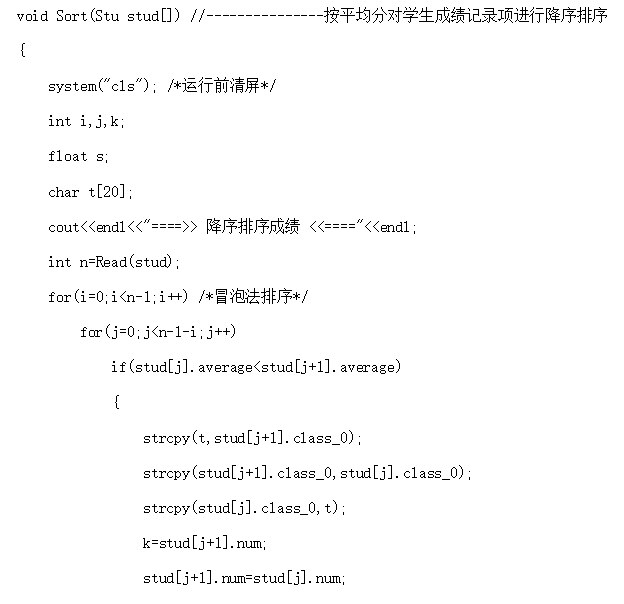 void Sort(Stu stud[]) //---------------按平均分对学生成绩记录项进行降序排序
{
system("cls"); /*运行前清屏*/
int i,j,k;
float s;
char t[20];
cout<<endl<<"====>> 降序排序成绩 <<===="<<endl;
int n=Read(stud);
for(i=0;i<n-1;i++) /*冒泡法排序*/
for(j=0;j<n-1-i;j++)
if(stud[j].average<stud[j+1].average)
{
strcpy(t,stud[j+1].class_0);
strcpy(stud[j+1].class_0,stud[j].class_0);
strcpy(stud[j].class_0,t);
k=stud[j+1].num;
stud[j+1].num=stud[j].num;